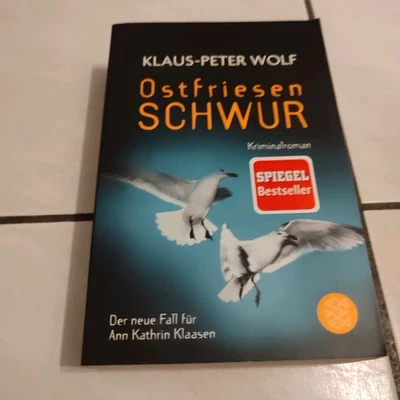 KLAUS-PETER WOLF
Ostfriesen
SCHWUR
Kriminalroman
SPIEGEL
Bestseller
Der neue Fall für
Ann Kathrin Klaasen